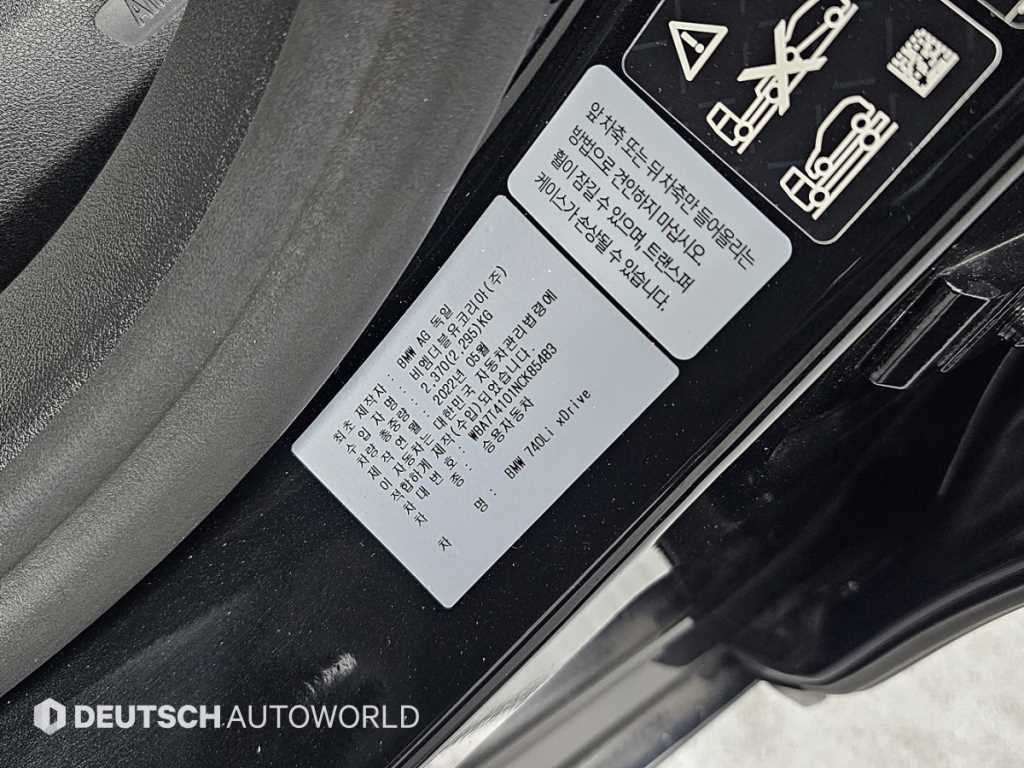 앞 차축 또는 뒤 차축만 들어올리는
방법으로 견인하지 마십시오.
휠이 잠길 수 있으며, 트랜스퍼
케이스가 손상될 수 있습니다.
최초 제작자 : BMW AG 독일
수입자명 : 비엠더블유코리아(주)
차량 총중량 : 2,370(2,295)KG
제작연월 : 2022년 05월
이 자동차는 대한민국 자동차관리법령에
적합하게 제작(수입)되었습니다.
차대번호 : WBA7T4101NCK85483
차종 : 승용자동차
차명 : BMW 740Li xDrive
DEUTSCH AUTOWORLD